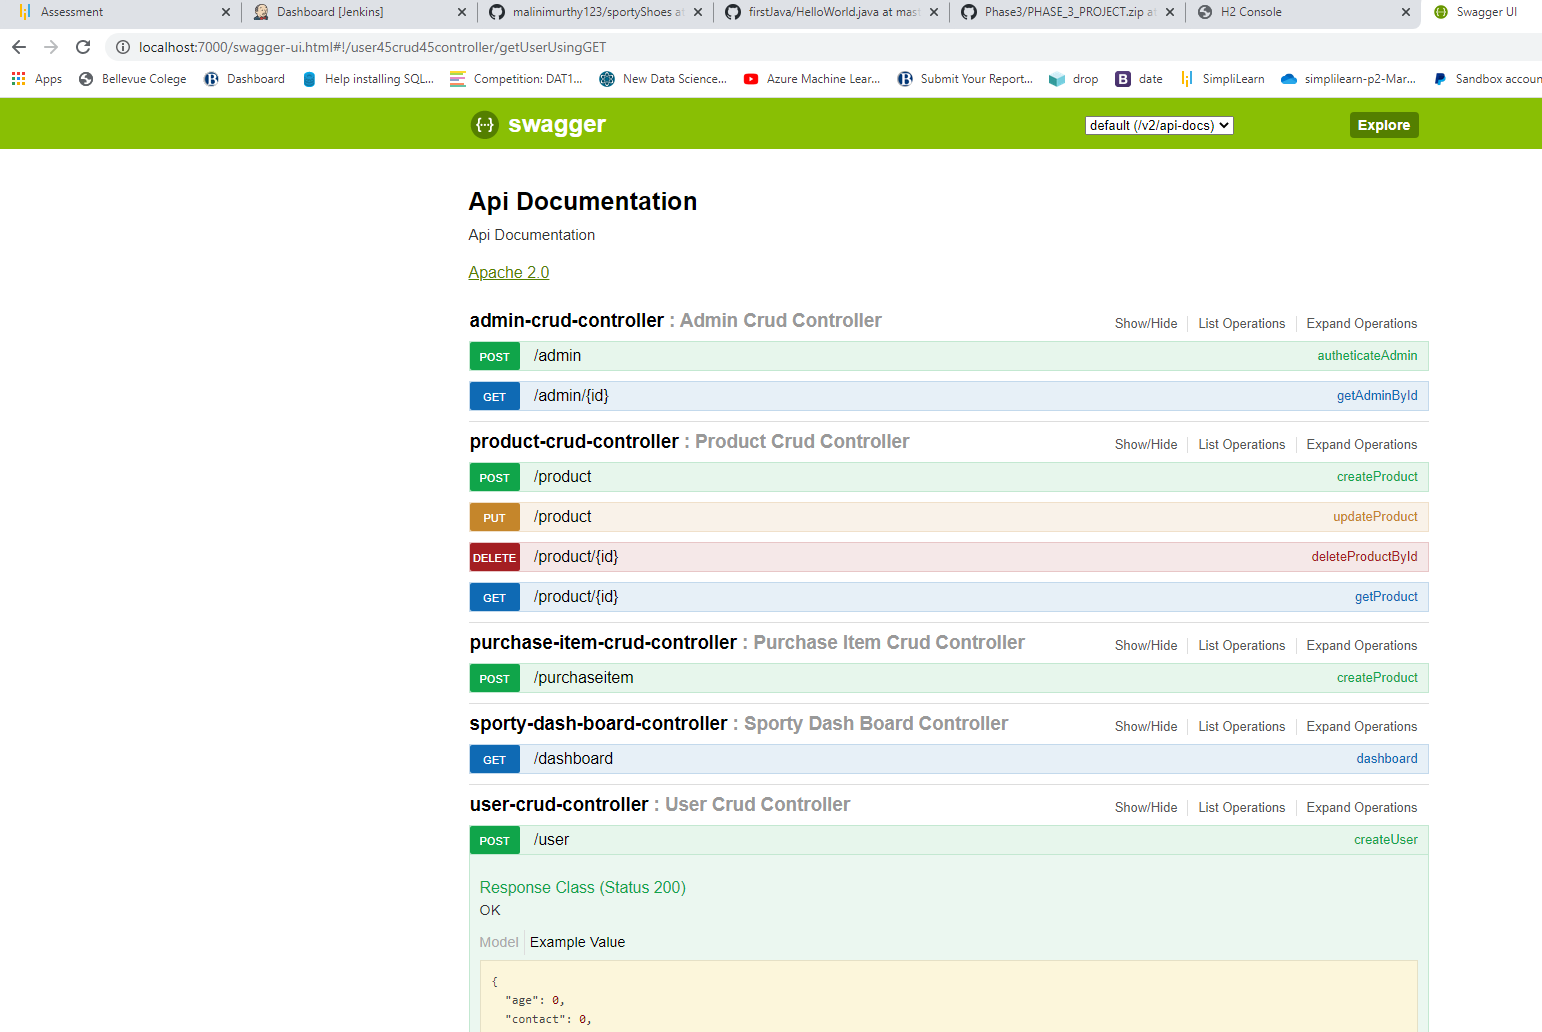 Assessment
Dashboard [Jenkins]
malinimurthy123/sportyShoes at
firstJava/HelloWorld.java at mast
Phase3/PHASE_3_PROJECT.zip at
H2 Console
Swagger UI
localhost:7000/swagger-ui.html#!/user45crud45controller/getUserUsingGET
Apps
Bellevue Colege
Dashboard
Help installing SQL...
Competition: DAT1...
New Data Science...
Azure Machine Lear...
Submit Your Report...
drop
date
SimpliLearn
simplilearn-p2-Mar...
Sandbox accoun
{··} swagger
default (/v2/api-docs)
Explore
Api Documentation
Api Documentation
Apache 2.0
admin-crud-controller : Admin Crud Controller
Show/Hide
List Operations
Expand Operations
POST /admin autheticateAdmin
GET /admin/{id} getAdminById
product-crud-controller : Product Crud Controller
Show/Hide
List Operations
Expand Operations
POST /product createProduct
PUT /product updateProduct
DELETE /product/{id} deleteProductById
GET /product/{id} getProduct
purchase-item-crud-controller : Purchase Item Crud Controller
Show/Hide
List Operations
Expand Operations
POST /purchaseitem createProduct
sporty-dash-board-controller : Sporty Dash Board Controller
Show/Hide
List Operations
Expand Operations
GET /dashboard dashboard
user-crud-controller : User Crud Controller
Show/Hide
List Operations
Expand Operations
POST /user createUser
Response Class (Status 200)
OK
Model
Example Value
{
"age": 0,
"contact": 0,